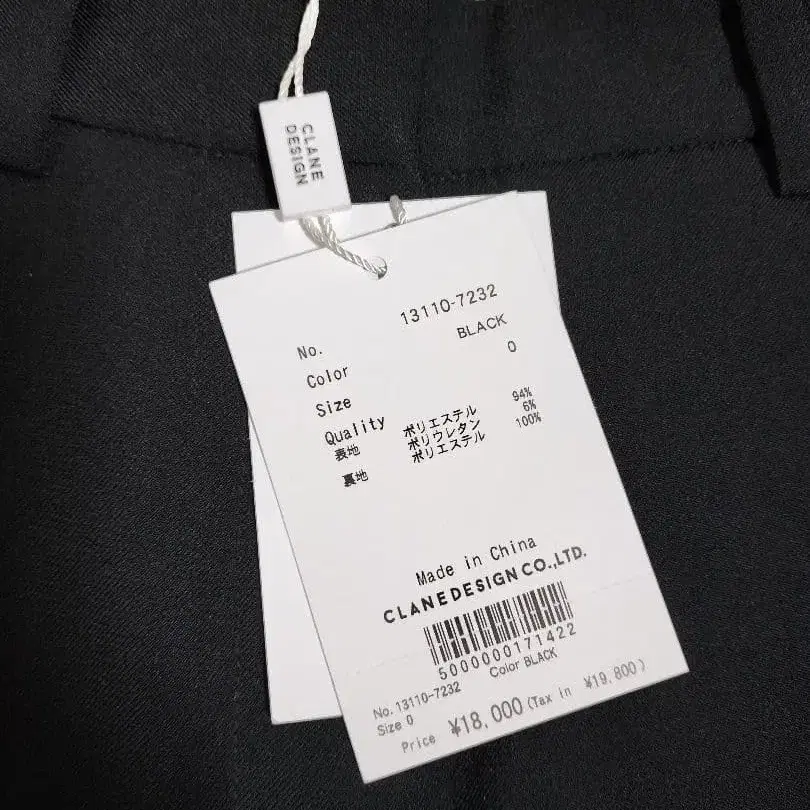 CLANE
DESIGN
No. 13110-7232
Color BLACK
Size 0
Quality
表地 ポリエステル 94%
ポリウレタン 6%
裏地 ポリエステル 100%
Made in China
CLANE DESIGN CO.,LTD.
5000000171422
No.13110-7232 Color BLACK
Size 0
Price ¥18,000 (Tax in ¥19,800)